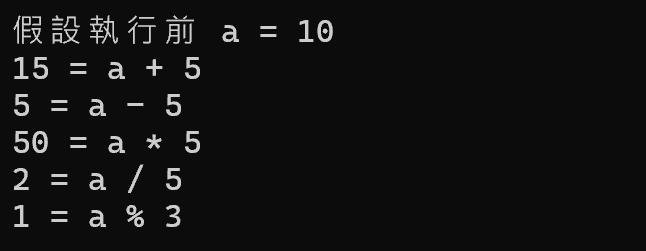 假設執行前 a = 10
15 = a + 5
5 = a - 5
50 = a * 5
2 = a / 5
1 = a % 3